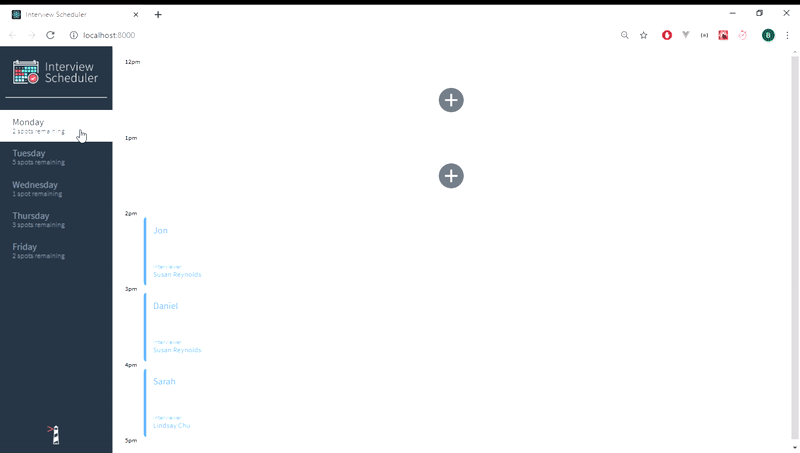 Interview Scheduler
localhost:8000
B
Interview
Scheduler
Monday
2 spots remaining
Tuesday
5 spots remaining
Wednesday
1 spot remaining
Thursday
3 spots remaining
Friday
2 spots remaining
12pm
1pm
2pm
Jon
Interviewer
Susan Reynolds
3pm
Daniel
Interviewer
Susan Reynolds
4pm
Sarah
Interviewer
Lindsay Chu
5pm